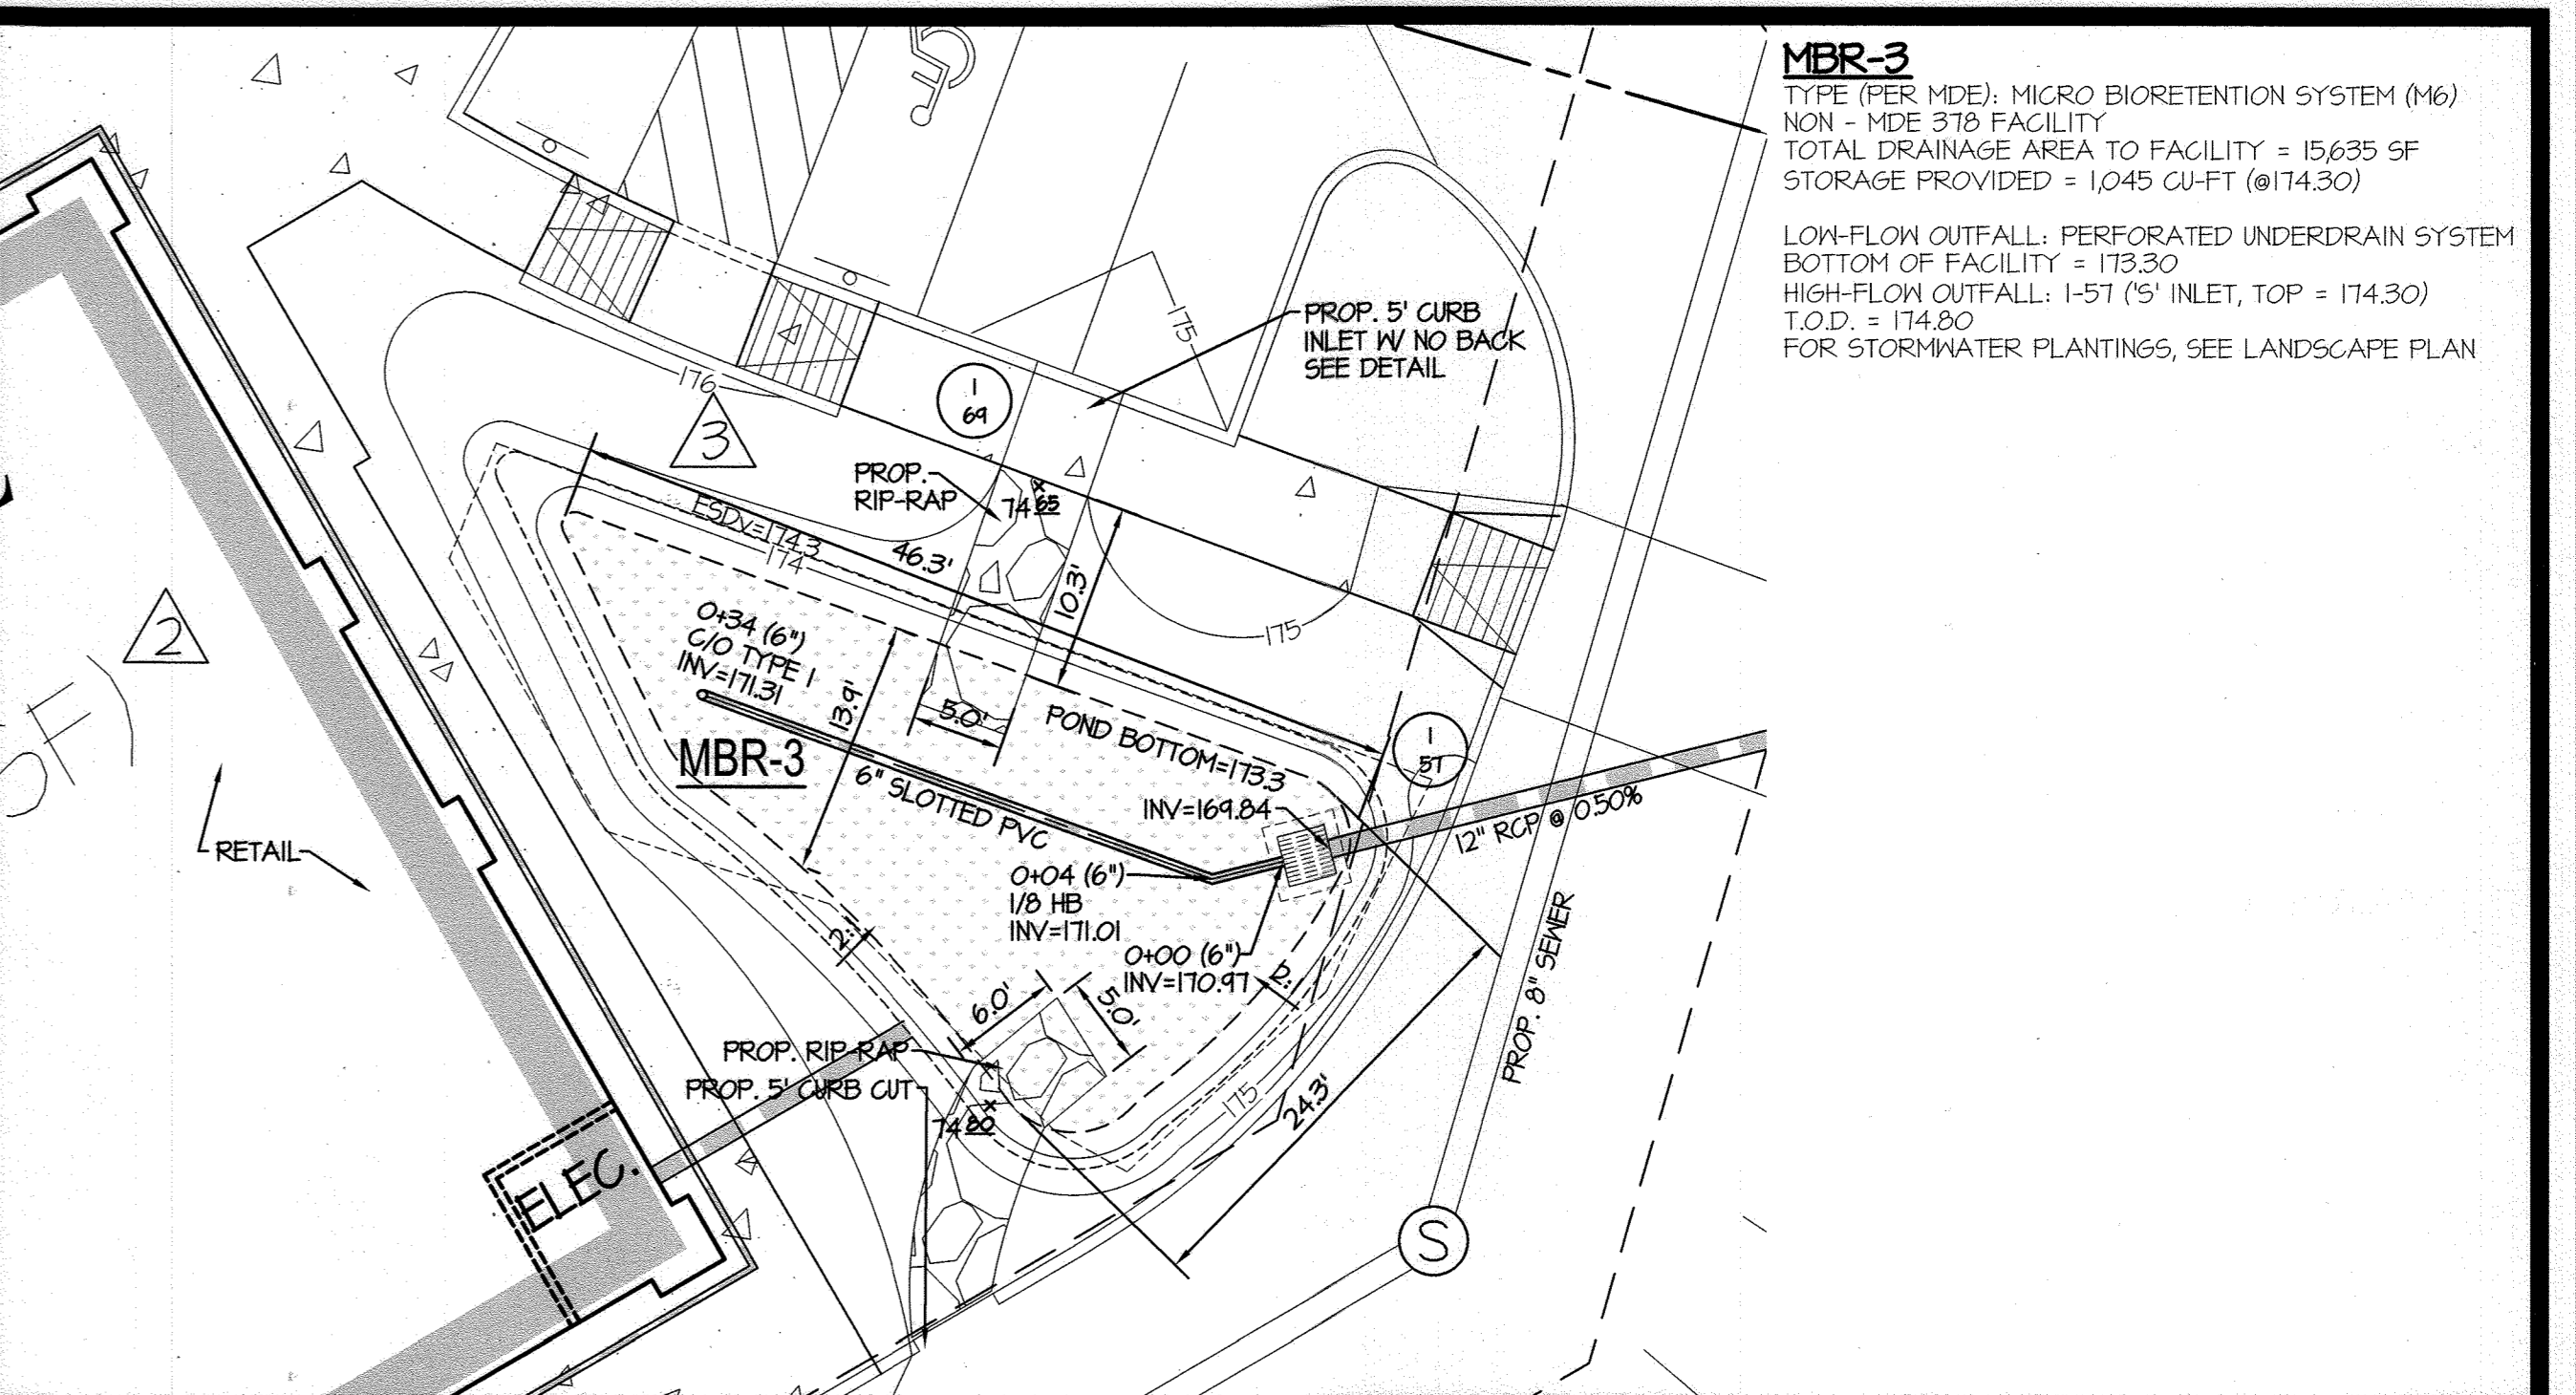 MBR-3
TYPE (PER MDE): MICRO BIORETENTION SYSTEM (M6)
NON - MDE 378 FACILITY
TOTAL DRAINAGE AREA TO FACILITY = 15,635 SF
STORAGE PROVIDED = 1,045 CU-FT (@174.30)
LOW-FLOW OUTFALL: PERFORATED UNDERDRAIN SYSTEM
BOTTOM OF FACILITY = 173.30
HIGH-FLOW OUTFALL: I-57 ('S' INLET, TOP = 174.30)
T.O.D. = 174.80
FOR STORMWATER PLANTINGS, SEE LANDSCAPE PLAN
175
PROP. 5' CURB
INLET W/ NO BACK
SEE DETAIL
176
I
69
3
PROP.
RIP-RAP
74 65
ESDv=174.3
174
46.3'
10.3'
175
0+34 (6")
C/O TYPE I
INV=171.31
13.9'
5.0'
POND BOTTOM=173.3
I
57
2
SF)
MBR-3
6" SLOTTED PVC
INV=169.84
12" RCP @ 0.50%
RETAIL
0+04 (6")
1/8 HB
INV=171.01
0+00 (6")
INV=170.97
6.0'
5.0'
PROP. 8" SEWER
PROP. RIP-RAP
PROP. 5' CURB CUT
74 80
175
24.3'
ELEC.
S